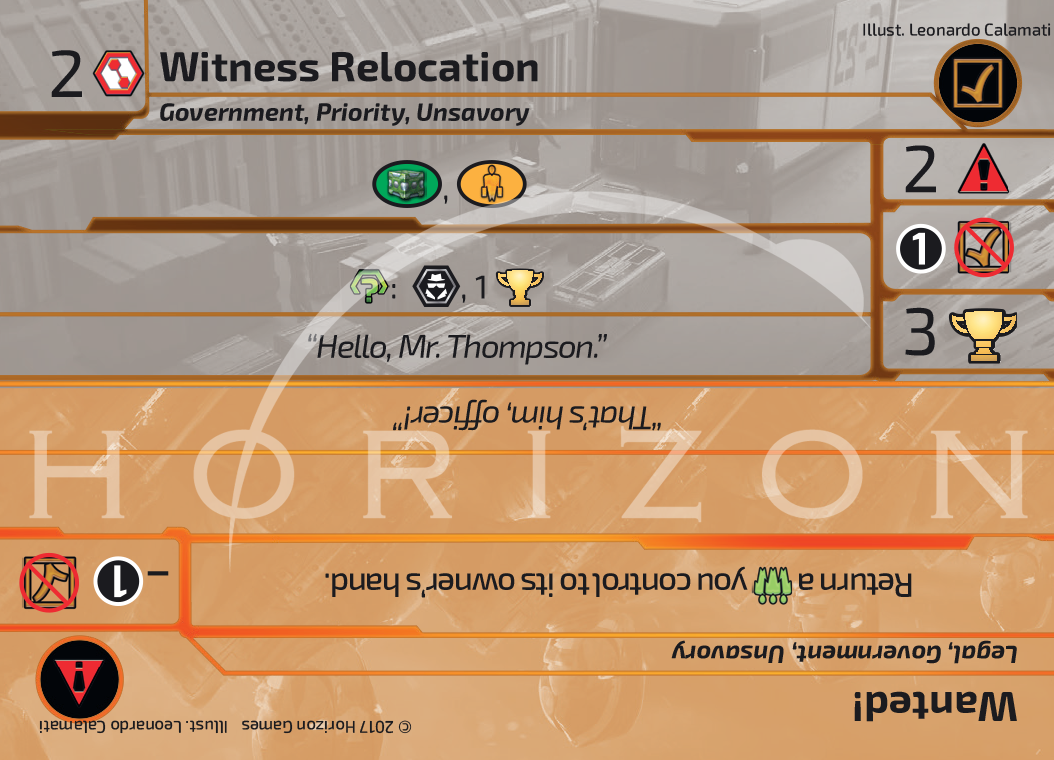 Illust. Leonardo Calamati
2 Witness Relocation
Government, Priority, Unsavory
2
,
1
: , 1
3
“Hello, Mr. Thompson.”
HORIZON
Wanted!
Legal, Government, Unsavory
Return a you control to its owner's hand.
-1
“That's him, officer!”
© 2017 Horizon Games Illust. Leonardo Calamati